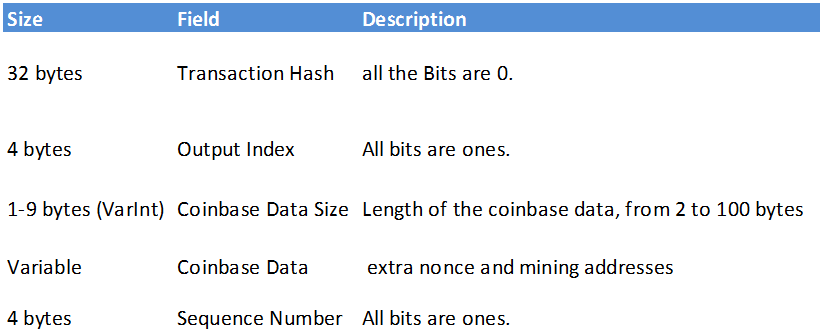 Size Field Description
32 bytes Transaction Hash all the Bits are 0.
4 bytes Output Index All bits are ones.
1-9 bytes (VarInt) Coinbase Data Size Length of the coinbase data, from 2 to 100 bytes
Variable Coinbase Data extra nonce and mining addresses
4 bytes Sequence Number All bits are ones.